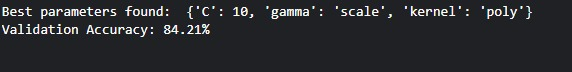 Best parameters found:  {'C': 10, 'gamma': 'scale', 'kernel': 'poly'}
Validation Accuracy: 84.21%